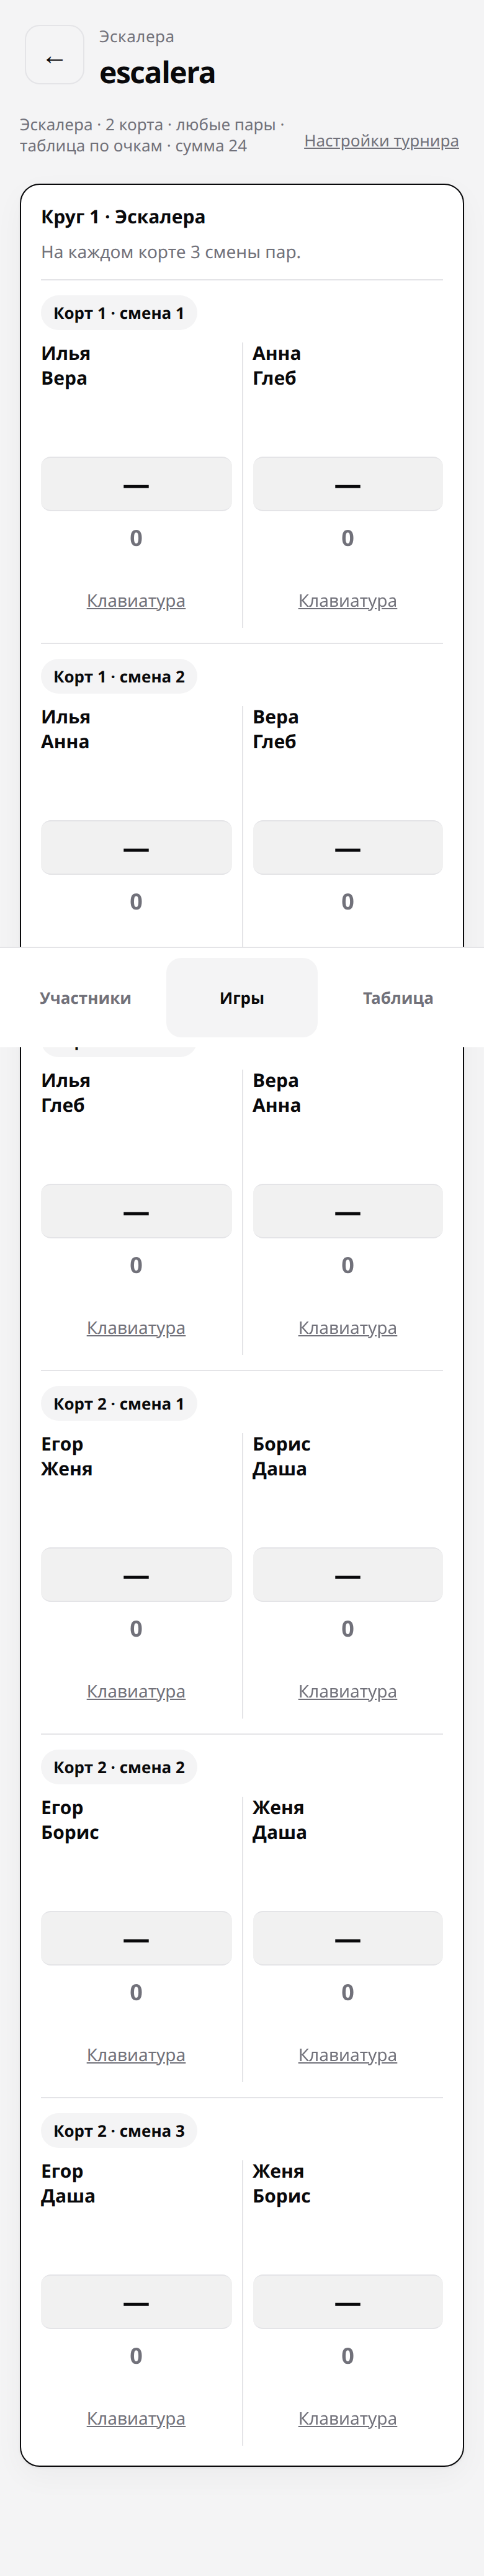 ←
Эскалера
escalera
Эскалера · 2 корта · любые пары ·
таблица по очкам · сумма 24
Настройки турнира
Круг 1 · Эскалера
На каждом корте 3 смены пар.
Корт 1 · смена 1
Илья
Вера
Анна
Глеб
—
—
0
0
Клавиатура
Клавиатура
Корт 1 · смена 2
Илья
Анна
Вера
Глеб
—
—
0
0
Участники
Игры
Таблица
Илья
Глеб
Вера
Анна
—
—
0
0
Клавиатура
Клавиатура
Корт 2 · смена 1
Егор
Женя
Борис
Даша
—
—
0
0
Клавиатура
Клавиатура
Корт 2 · смена 2
Егор
Борис
Женя
Даша
—
—
0
0
Клавиатура
Клавиатура
Корт 2 · смена 3
Егор
Даша
Женя
Борис
—
—
0
0
Клавиатура
Клавиатура